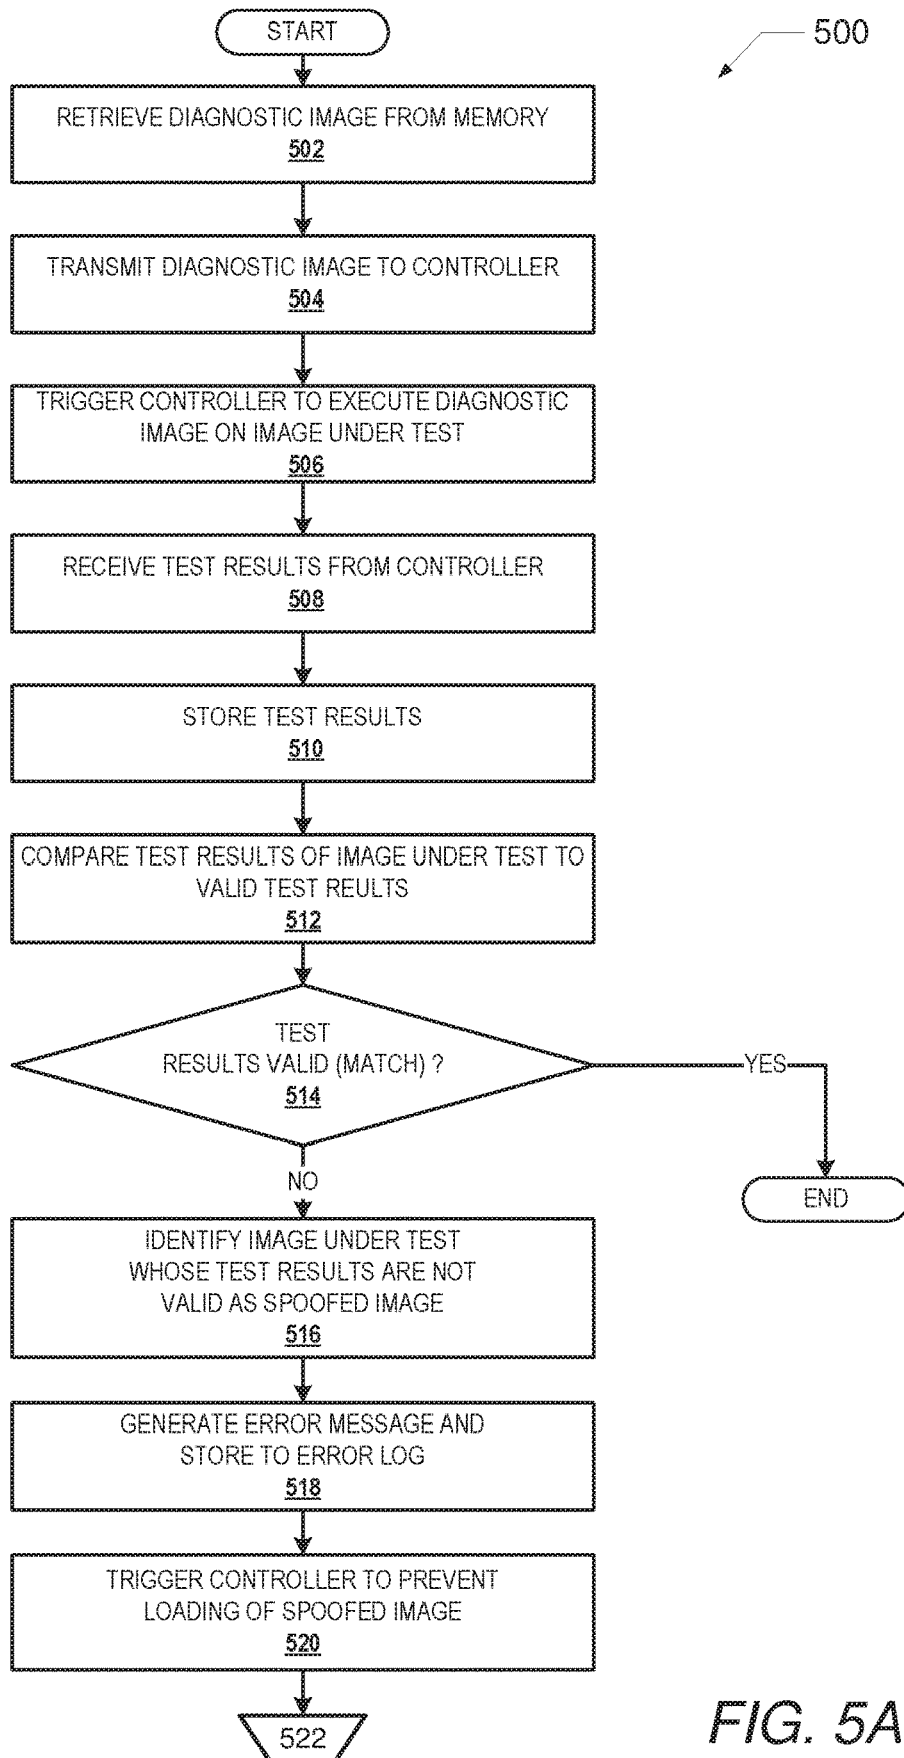 START
500
RETRIEVE DIAGNOSTIC IMAGE FROM MEMORY
502
TRANSMIT DIAGNOSTIC IMAGE TO CONTROLLER
504
TRIGGER CONTROLLER TO EXECUTE DIAGNOSTIC
IMAGE ON IMAGE UNDER TEST
506
RECEIVE TEST RESULTS FROM CONTROLLER
508
STORE TEST RESULTS
510
COMPARE TEST RESULTS OF IMAGE UNDER TEST TO
VALID TEST REULTS
512
TEST
RESULTS VALID (MATCH) ?
514
YES
NO
END
IDENTIFY IMAGE UNDER TEST
WHOSE TEST RESULTS ARE NOT
VALID AS SPOOFED IMAGE
516
GENERATE ERROR MESSAGE AND
STORE TO ERROR LOG
518
TRIGGER CONTROLLER TO PREVENT
LOADING OF SPOOFED IMAGE
520
522
FIG. 5A